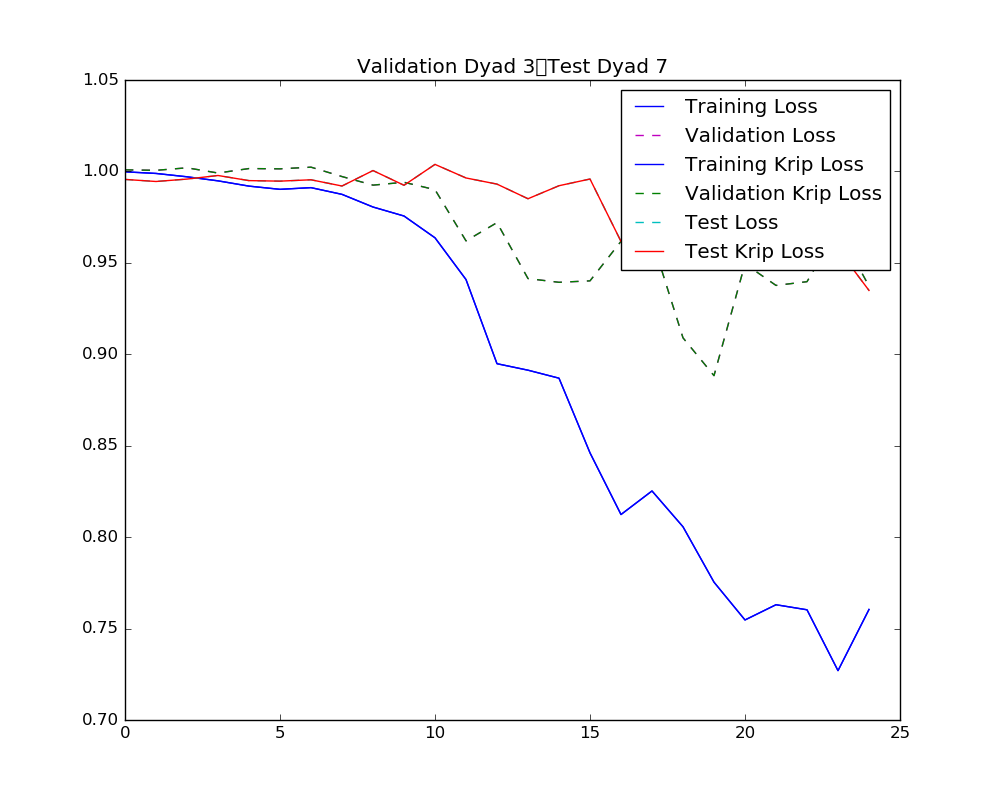 Validation Dyad 3 Test Dyad 7
1.05
1.00
0.95
0.90
0.85
0.80
0.75
0.70
0 5 10 15 20 25
Training Loss
Validation Loss
Training Krip Loss
Validation Krip Loss
Test Loss
Test Krip Loss